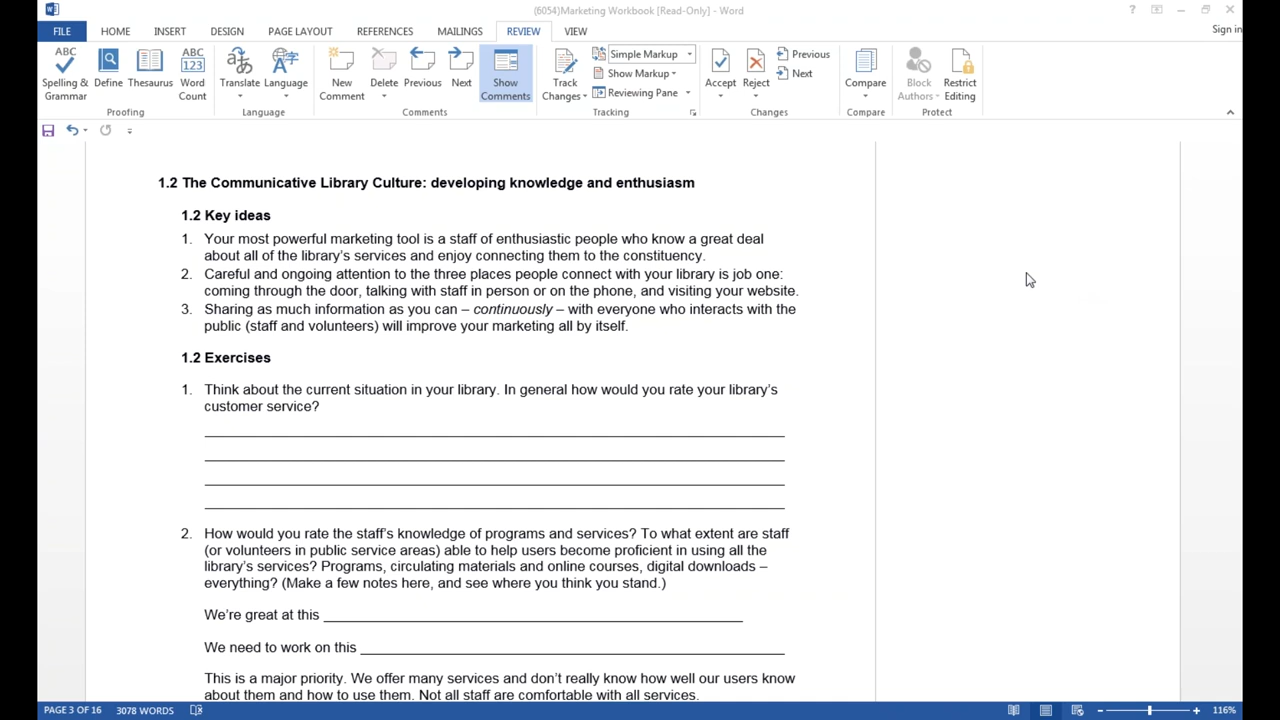 (6054)Marketing Workbook [Read-Only] - Word
?
Sign in
FILE HOME INSERT DESIGN PAGE LAYOUT REFERENCES MAILINGS REVIEW VIEW
ABC Spelling & Grammar
Define
Thesaurus
ABC 123 Word Count
Translate
Language
New Comment
Delete
Previous
Next
Show Comments
Track Changes
Simple Markup
Show Markup
Reviewing Pane
Accept
Reject
Previous
Next
Compare
Block Authors
Restrict Editing
Proofing Language Comments Tracking Changes Compare Protect
1.2 The Communicative Library Culture: developing knowledge and enthusiasm
1.2 Key ideas
1. Your most powerful marketing tool is a staff of enthusiastic people who know a great deal
about all of the library's services and enjoy connecting them to the constituency.
2. Careful and ongoing attention to the three places people connect with your library is job one:
coming through the door, talking with staff in person or on the phone, and visiting your website.
3. Sharing as much information as you can – continuously – with everyone who interacts with the
public (staff and volunteers) will improve your marketing all by itself.
1.2 Exercises
1. Think about the current situation in your library. In general how would you rate your library's
customer service?
2. How would you rate the staff's knowledge of programs and services? To what extent are staff
(or volunteers in public service areas) able to help users become proficient in using all the
library's services? Programs, circulating materials and online courses, digital downloads –
everything? (Make a few notes here, and see where you think you stand.)
We're great at this
We need to work on this
This is a major priority. We offer many services and don't really know how well our users know
about them and how to use them. Not all staff are comfortable with all services.
PAGE 3 OF 16 3078 WORDS
116%